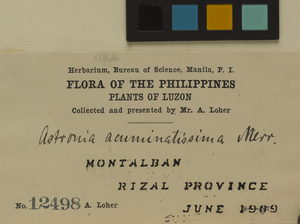 Herbarium, Bureau of Science, Manila, P. I.
FLORA OF THE PHILIPPINES
PLANTS OF LUZON
Collected and presented by Mr. A. Loher
Astronia acuminatissima Merr.
MONTALBAN
RIZAL PROVINCE
No. 12498 A. Loher JUNE 1909